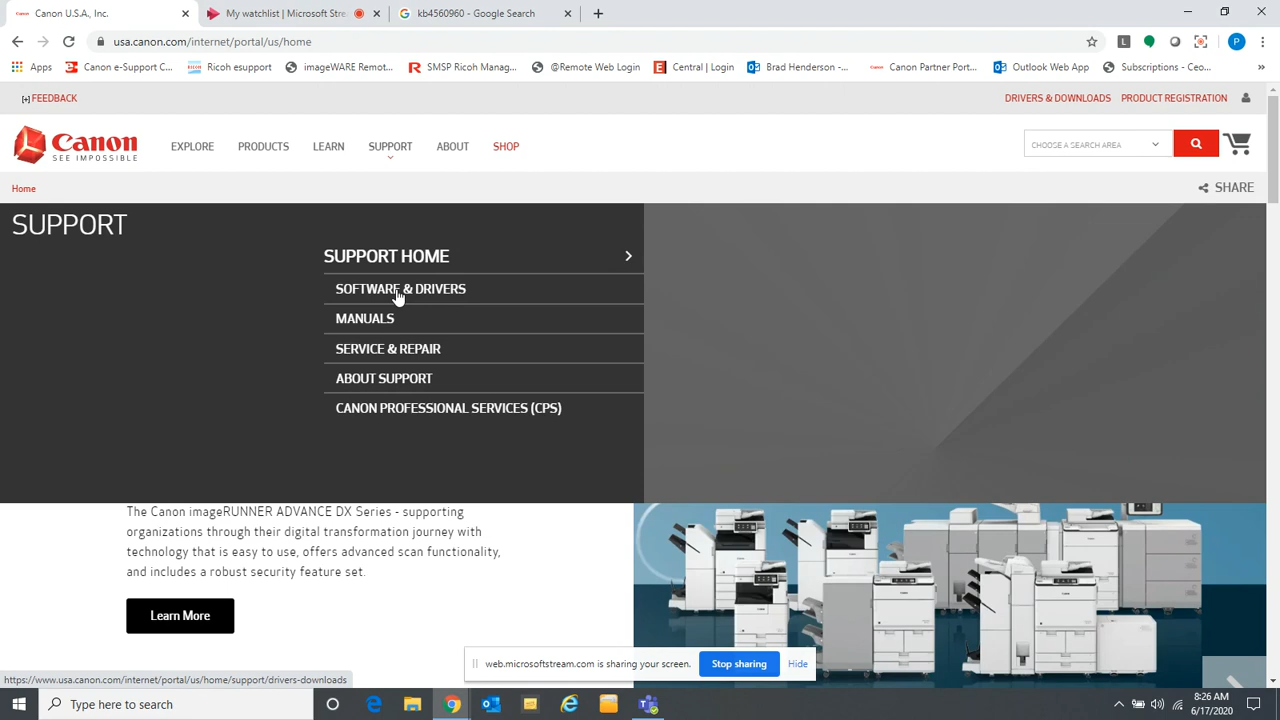 Canon U.S.A., Inc.
My watchlist | Microsoft Stre
kb4560960 - Google Search
usa.canon.com/internet/portal/us/home
L
P
Apps
Canon e-Support C...
Ricoh esupport
imageWARE Remot...
SMSP Ricoh Manag...
@Remote Web Login
Central | Login
Brad Henderson -...
Canon Partner Port...
Outlook Web App
Subscriptions - Ceo...
[+] FEEDBACK
DRIVERS & DOWNLOADS
PRODUCT REGISTRATION
Canon
SEE IMPOSSIBLE
EXPLORE
PRODUCTS
LEARN
SUPPORT
ABOUT
SHOP
CHOOSE A SEARCH AREA
Home
SHARE
SUPPORT
SUPPORT HOME
SOFTWARE & DRIVERS
MANUALS
SERVICE & REPAIR
ABOUT SUPPORT
CANON PROFESSIONAL SERVICES (CPS)
The Canon imageRUNNER ADVANCE DX Series - supporting
organizations through their digital transformation journey with
technology that is easy to use, offers advanced scan functionality,
and includes a robust security feature set.
Learn More
web.microsoftstream.com is sharing your screen.
Stop sharing
Hide
https://www.usa.canon.com/internet/portal/us/home/support/drivers-downloads
Type here to search
8:26 AM
6/17/2020